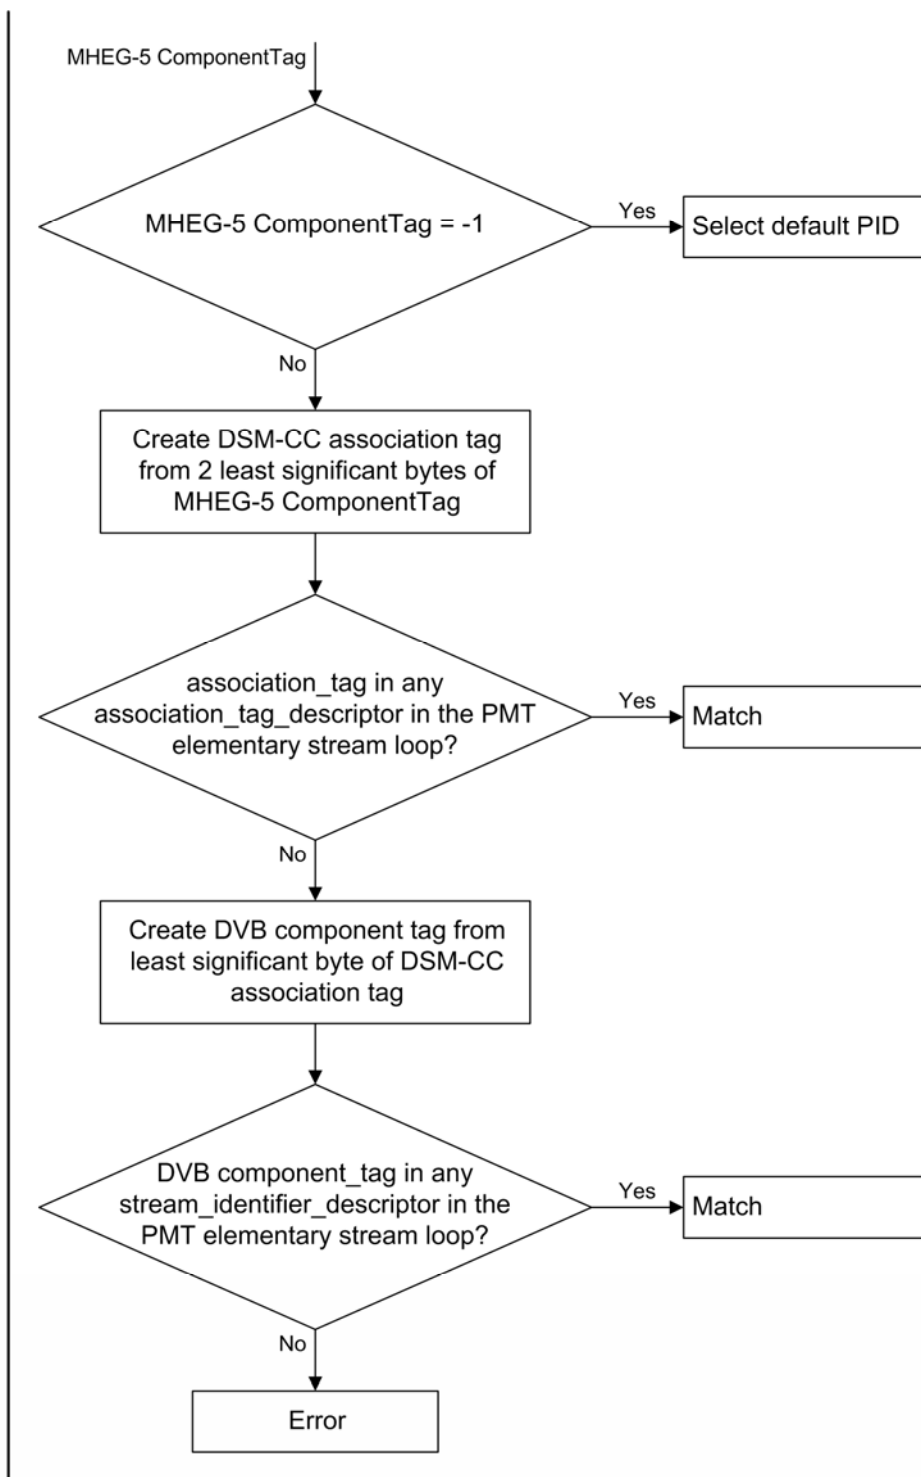 MHEG-5 ComponentTag
MHEG-5 ComponentTag = -1
Yes
Select default PID
No
Create DSM-CC association tag
from 2 least significant bytes of
MHEG-5 ComponentTag
association_tag in any
association_tag_descriptor in the PMT
elementary stream loop?
Yes
Match
No
Create DVB component tag from
least significant byte of DSM-CC
association tag
DVB component_tag in any
stream_identifier_descriptor in the
PMT elementary stream loop?
Yes
Match
No
Error